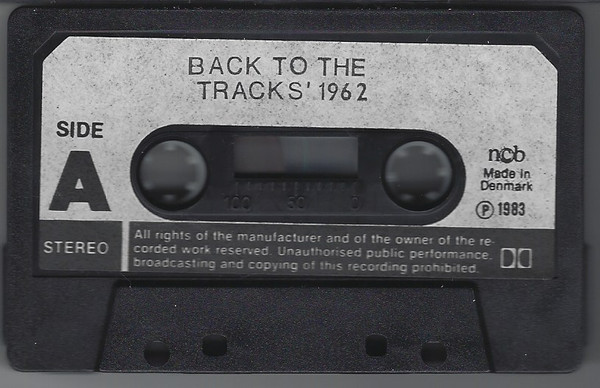 BACK TO THE
TRACKS' 1962
SIDE
A
ncb
Made in
Denmark
Ⓟ 1983
100 50 0
STEREO
All rights of the manufacturer and of the owner of the re-
corded work reserved. Unauthorised public performance,
broadcasting and copying of this recording prohibited.